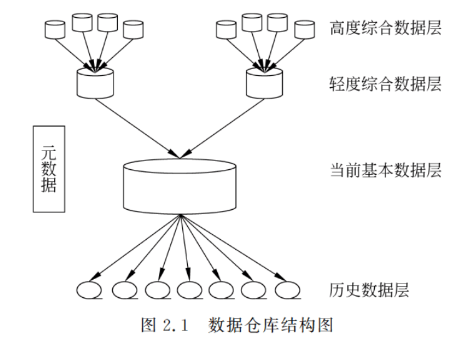 高度综合数据层
轻度综合数据层
元数据
当前基本数据层
历史数据层
图 2.1 数据仓库结构图